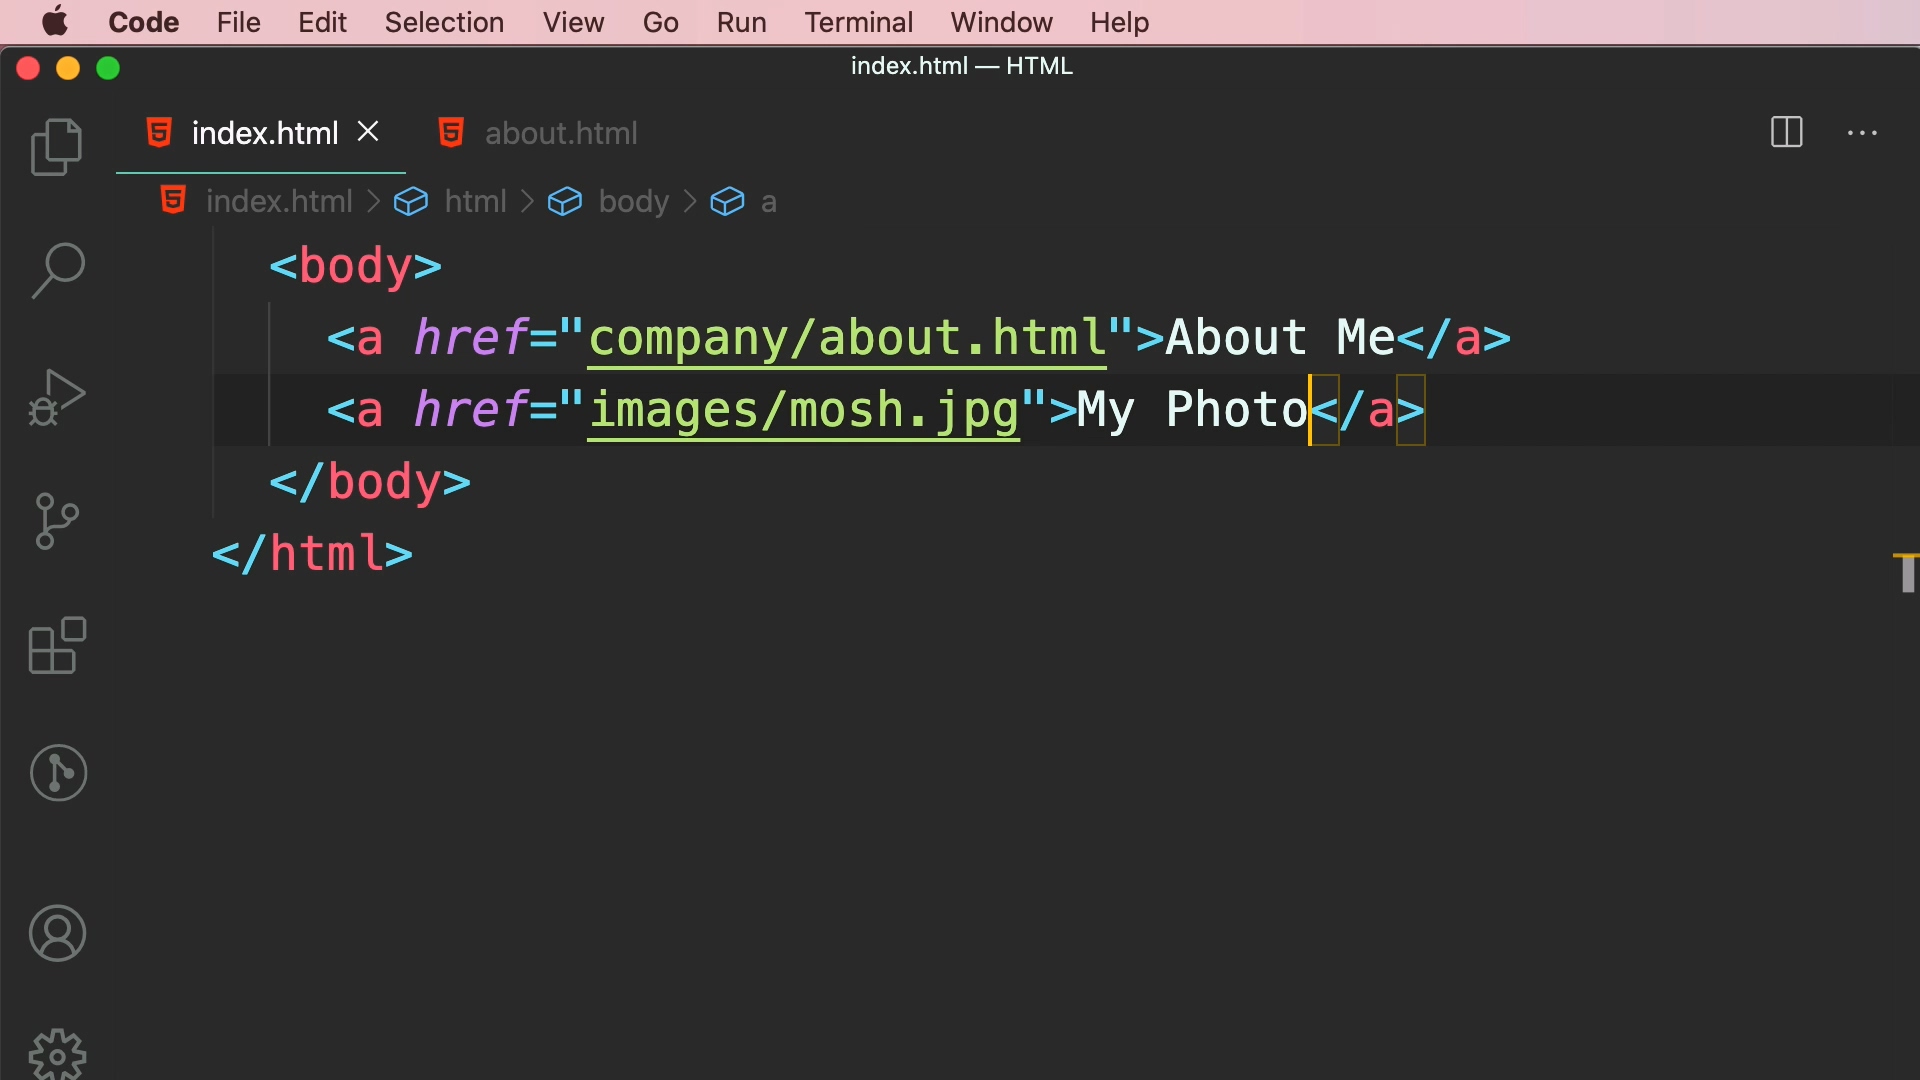 Code File Edit Selection View Go Run Terminal Window Help
index.html — HTML
index.html about.html
index.html > html > body > a
<body>
<a href="company/about.html">About Me</a>
<a href="images/mosh.jpg">My Photo</a>
</body>
</html>